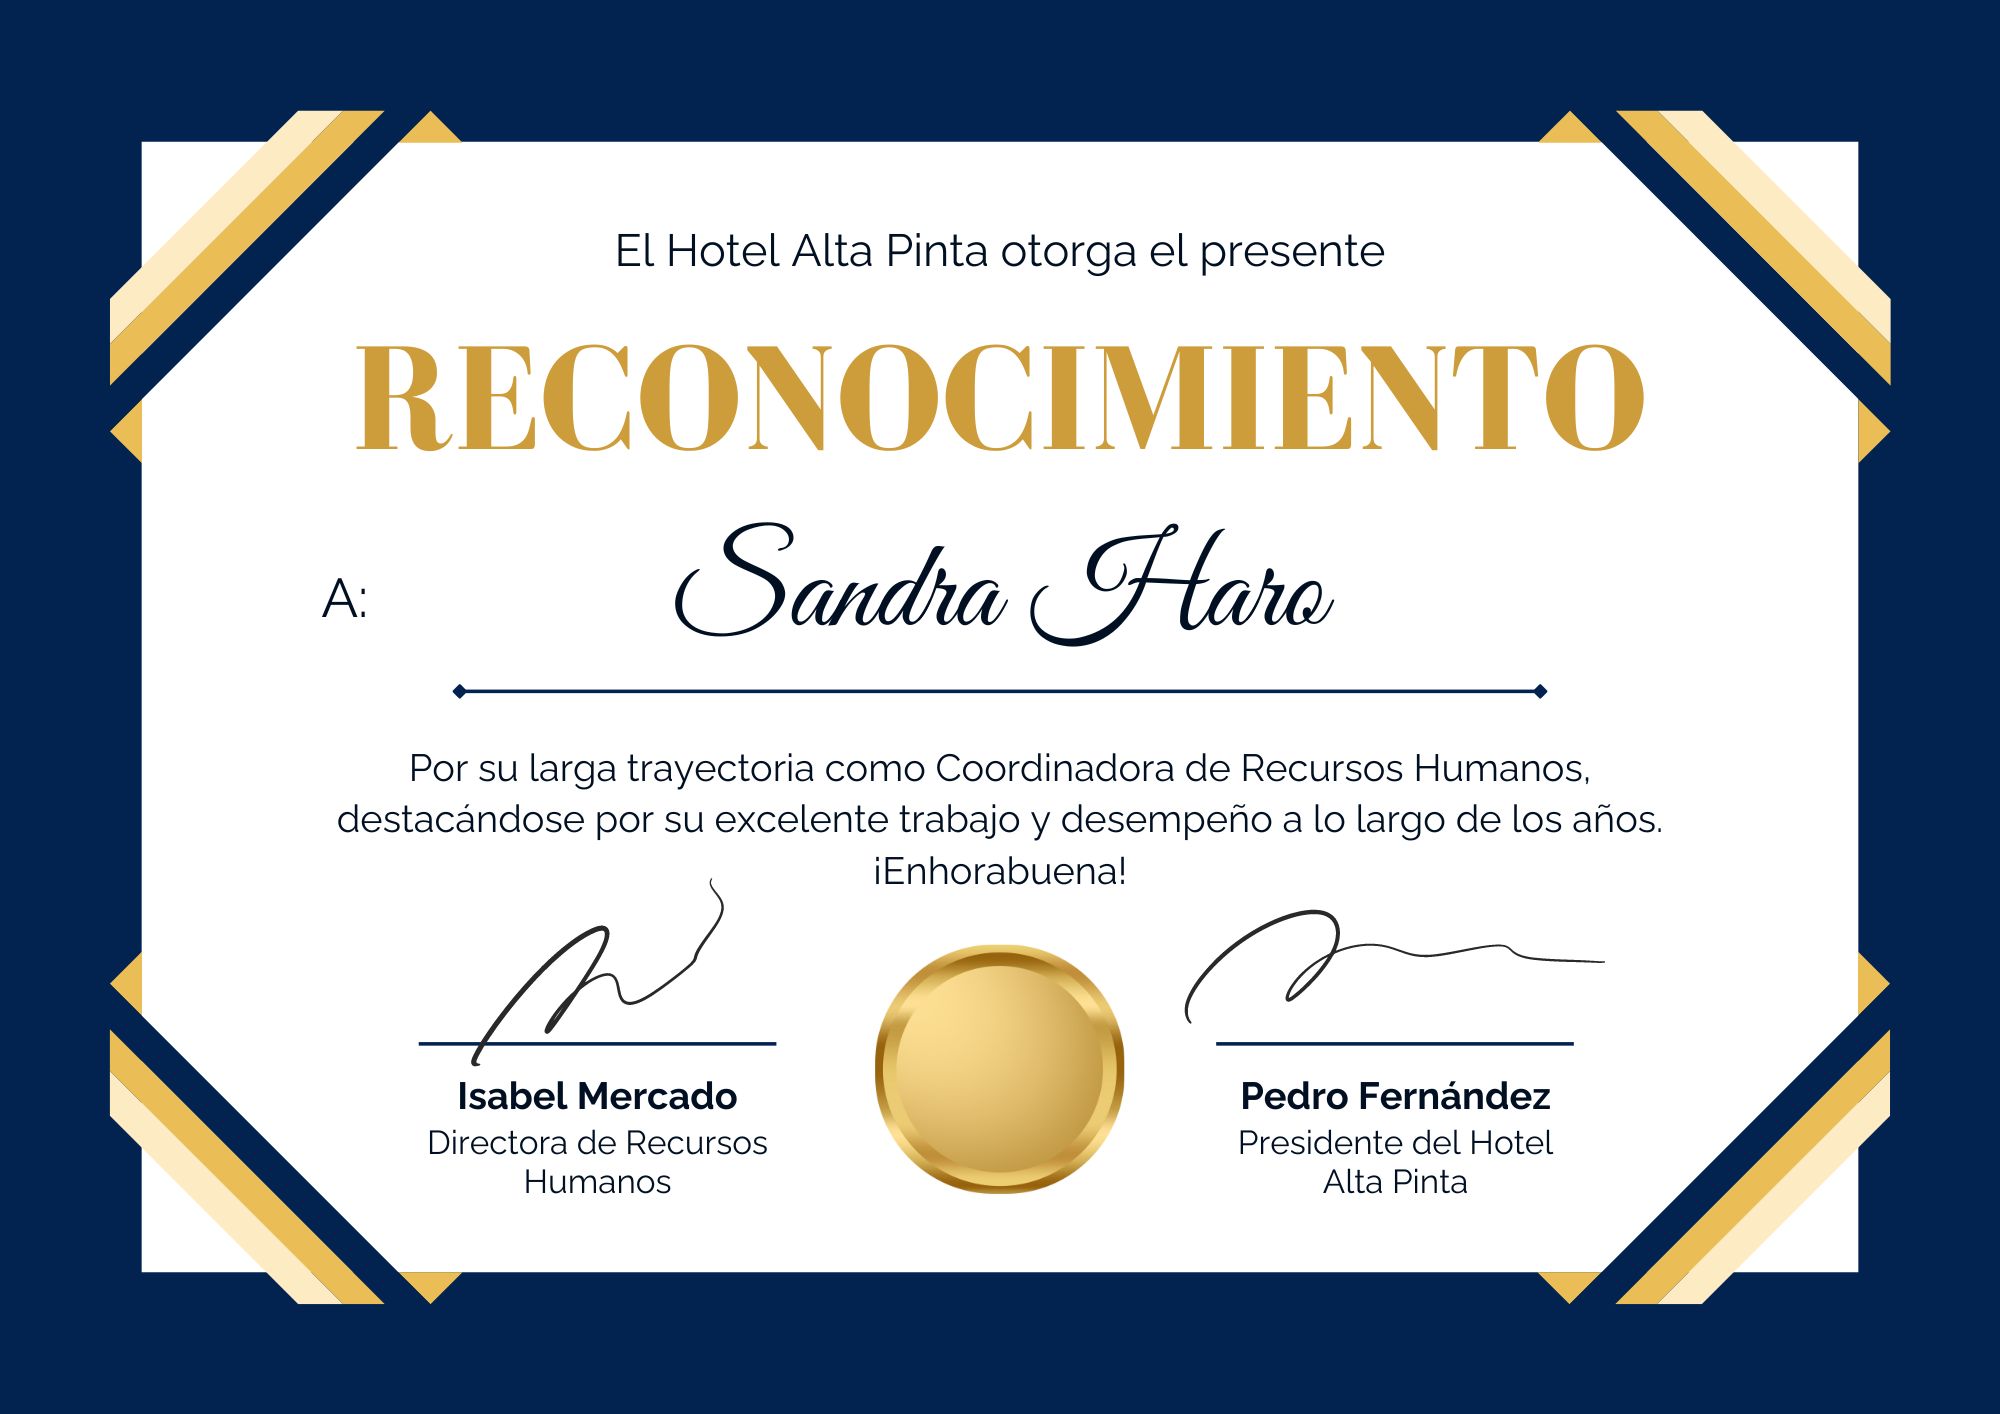 El Hotel Alta Pinta otorga el presente
RECONOCIMIENTO
A: Sandra Haro
Por su larga trayectoria como Coordinadora de Recursos Humanos,
destacándose por su excelente trabajo y desempeño a lo largo de los años.
¡Enhorabuena!
Isabel Mercado
Directora de Recursos
Humanos
Pedro Fernández
Presidente del Hotel
Alta Pinta